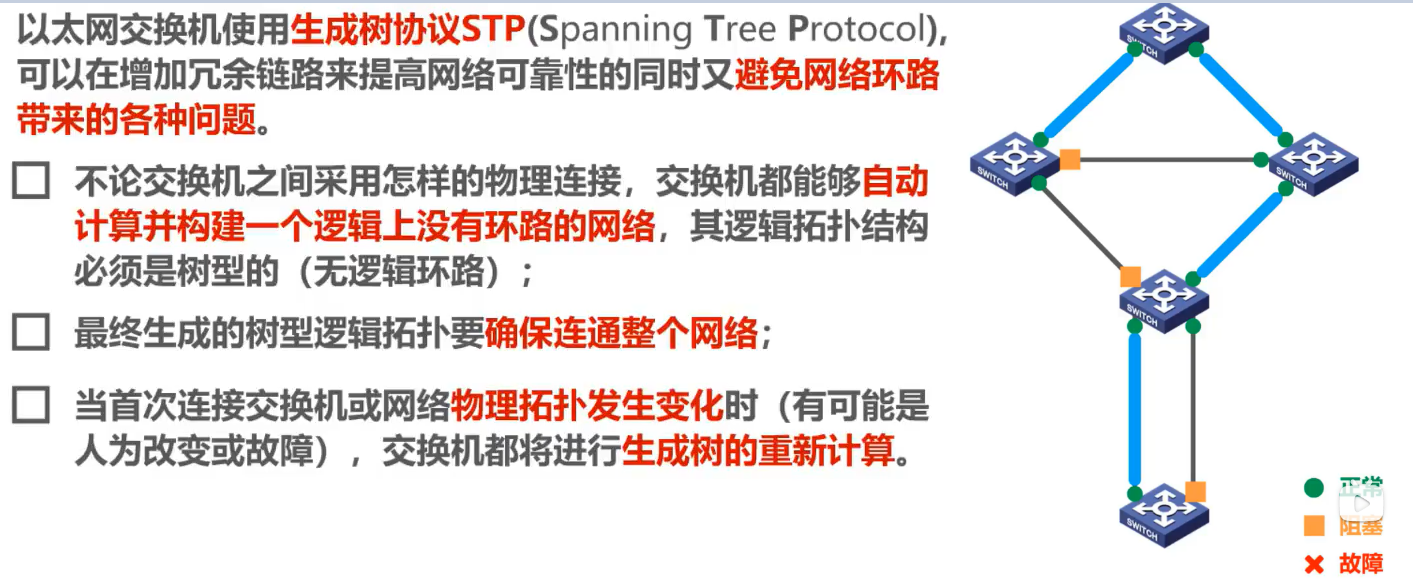 以太网交换机使用生成树协议STP(Spanning Tree Protocol),
可以在增加冗余链路来提高网络可靠性的同时又避免网络环路
带来的各种问题。
不论交换机之间采用怎样的物理连接，交换机都能够自动
计算并构建一个逻辑上没有环路的网络，其逻辑拓扑结构
必须是树型的（无逻辑环路）；
最终生成的树型逻辑拓扑要确保连通整个网络；
当首次连接交换机或网络物理拓扑发生变化时（有可能是
人为改变或故障），交换机都将进行生成树的重新计算。
SWITCH
SWITCH
SWITCH
SWITCH
SWITCH
正常
阻塞
故障